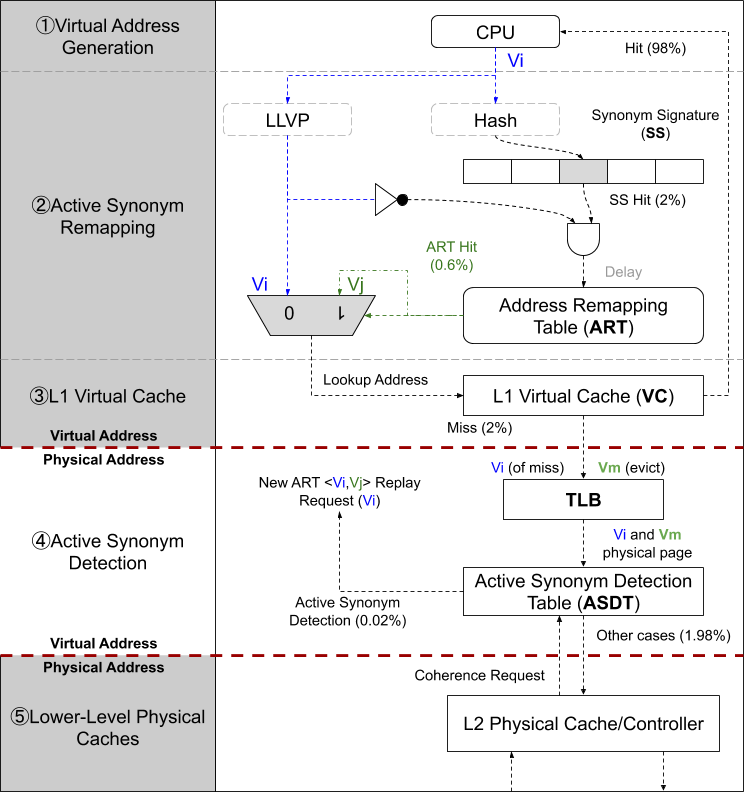 ①Virtual Address
Generation
CPU
Hit (98%)
Vi
②Active Synonym
Remapping
LLVP
Hash
Synonym Signature
(SS)
SS Hit (2%)
ART Hit
(0.6%)
Delay
Vi
Vj
0
1
Address Remapping
Table (ART)
③L1 Virtual Cache
Lookup Address
L1 Virtual Cache (VC)
Miss (2%)
Virtual Address
Physical Address
Vi (of miss)
Vm (evict)
New ART <Vi,Vj> Replay
Request (Vi)
TLB
④Active Synonym
Detection
Vi and Vm
physical page
Active Synonym Detection
Table (ASDT)
Active Synonym
Detection (0.02%)
Other cases (1.98%)
Virtual Address
Physical Address
Coherence Request
⑤Lower-Level Physical
Caches
L2 Physical Cache/Controller